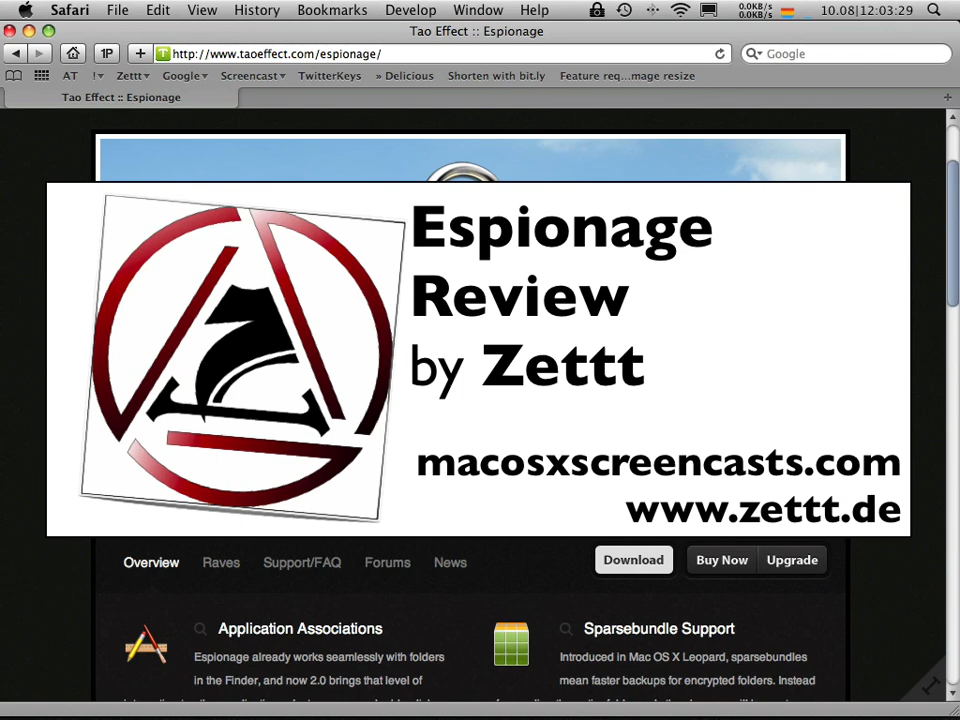 Safari File Edit View History Bookmarks Develop Window Help 0.0KB/s 0.0KB/s 10.08|12:03:29
Tao Effect :: Espionage
1P + T http://www.taoeffect.com/espionage/ Google
AT !▾ Zettt▾ Google▾ Screencast▾ TwitterKeys » Delicious Shorten with bit.ly Feature req...mage resize
Tao Effect :: Espionage
Espionage
Review
by Zettt
macosxscreencasts.com
www.zettt.de
Overview Raves Support/FAQ Forums News Download Buy Now Upgrade
Application Associations
Espionage already works seamlessly with folders
in the Finder, and now 2.0 brings that level of
Sparsebundle Support
Introduced in Mac OS X Leopard, sparsebundles
mean faster backups for encrypted folders. Instead